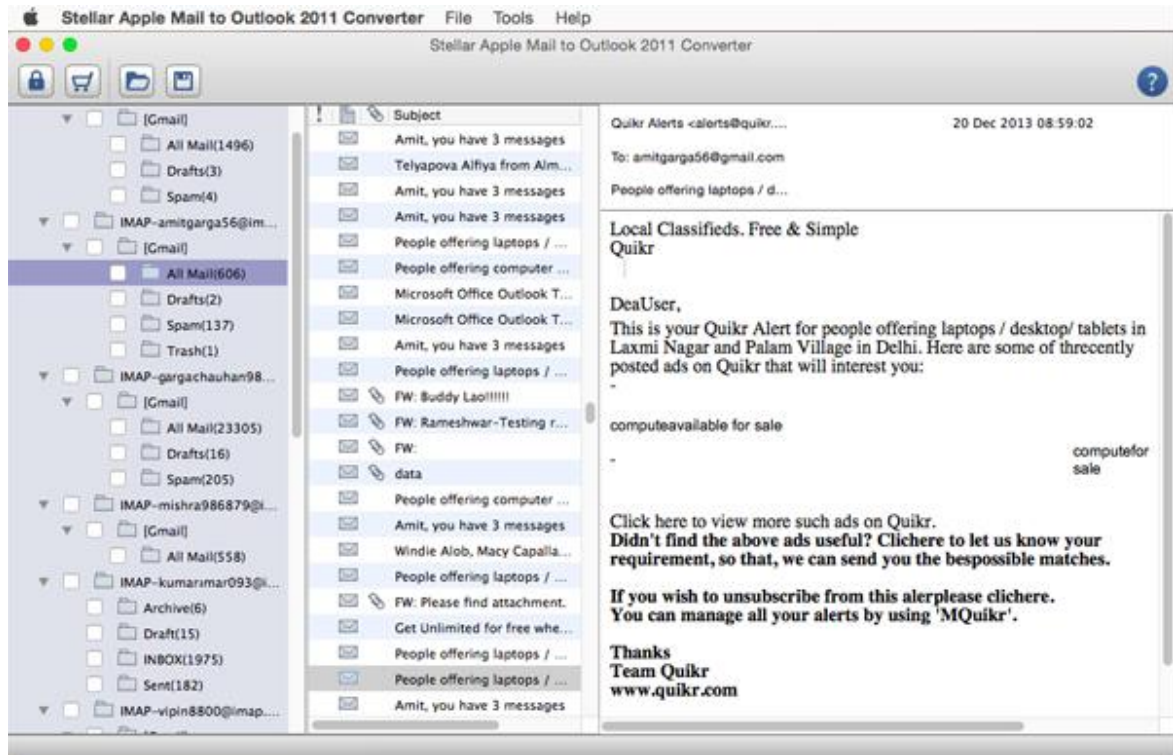 Stellar Apple Mail to Outlook 2011 Converter File Tools Help
Stellar Apple Mail to Outlook 2011 Converter
?
[Gmail]
All Mail(1496)
Drafts(3)
Spam(4)
IMAP-amitgarga56@im...
[Gmail]
All Mail(606)
Drafts(2)
Spam(137)
Trash(1)
IMAP-gargachauhan98...
[Gmail]
All Mail(23305)
Drafts(16)
Spam(205)
IMAP-mishra986879@i...
[Gmail]
All Mail(558)
IMAP-kumarımar093@i...
Archive(6)
Draft(15)
INBOX(1975)
Sent(182)
IMAP-vipin8800@imap....
! Subject
Amit, you have 3 messages
Telyapova Alfiya from Alm...
Amit, you have 3 messages
Amit, you have 3 messages
People offering laptops / ...
People offering computer ...
Microsoft Office Outlook T...
Microsoft Office Outlook T...
Amit, you have 3 messages
People offering laptops / ...
FW: Buddy Lao!!!!!!
FW: Rameshwar-Testing r...
FW:
data
People offering computer ...
Amit, you have 3 messages
Windie Alob, Macy Capalla...
People offering laptops / ...
FW: Please find attachment.
Get Unlimited for free whe...
People offering laptops / ...
People offering laptops / ...
Amit, you have 3 messages
Quikr Alerts <alerts@quikr.... 20 Dec 2013 08:59:02
To: amitgarga56@gmail.com
People offering laptops / d...
Local Classifieds. Free & Simple
Quikr
DeaUser,
This is your Quikr Alert for people offering laptops / desktop/ tablets in
Laxmi Nagar and Palam Village in Delhi. Here are some of threcently
posted ads on Quikr that will interest you:
-
computeavailable for sale
- computefor
sale
Click here to view more such ads on Quikr.
Didn't find the above ads useful? Clichere to let us know your
requirement, so that, we can send you the bespossible matches.
If you wish to unsubscribe from this alerplease clichere.
You can manage all your alerts by using 'MQuikr'.
Thanks
Team Quikr
www.quikr.com